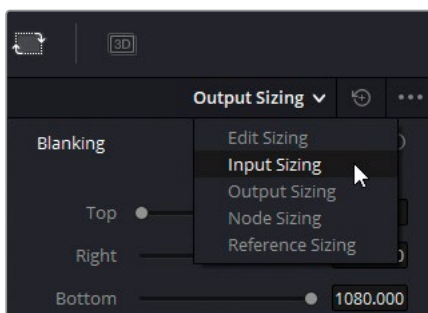 3D
Output Sizing
Blanking
Edit Sizing
Input Sizing
Output Sizing
Node Sizing
Reference Sizing
Top
Right
Bottom 1080.000